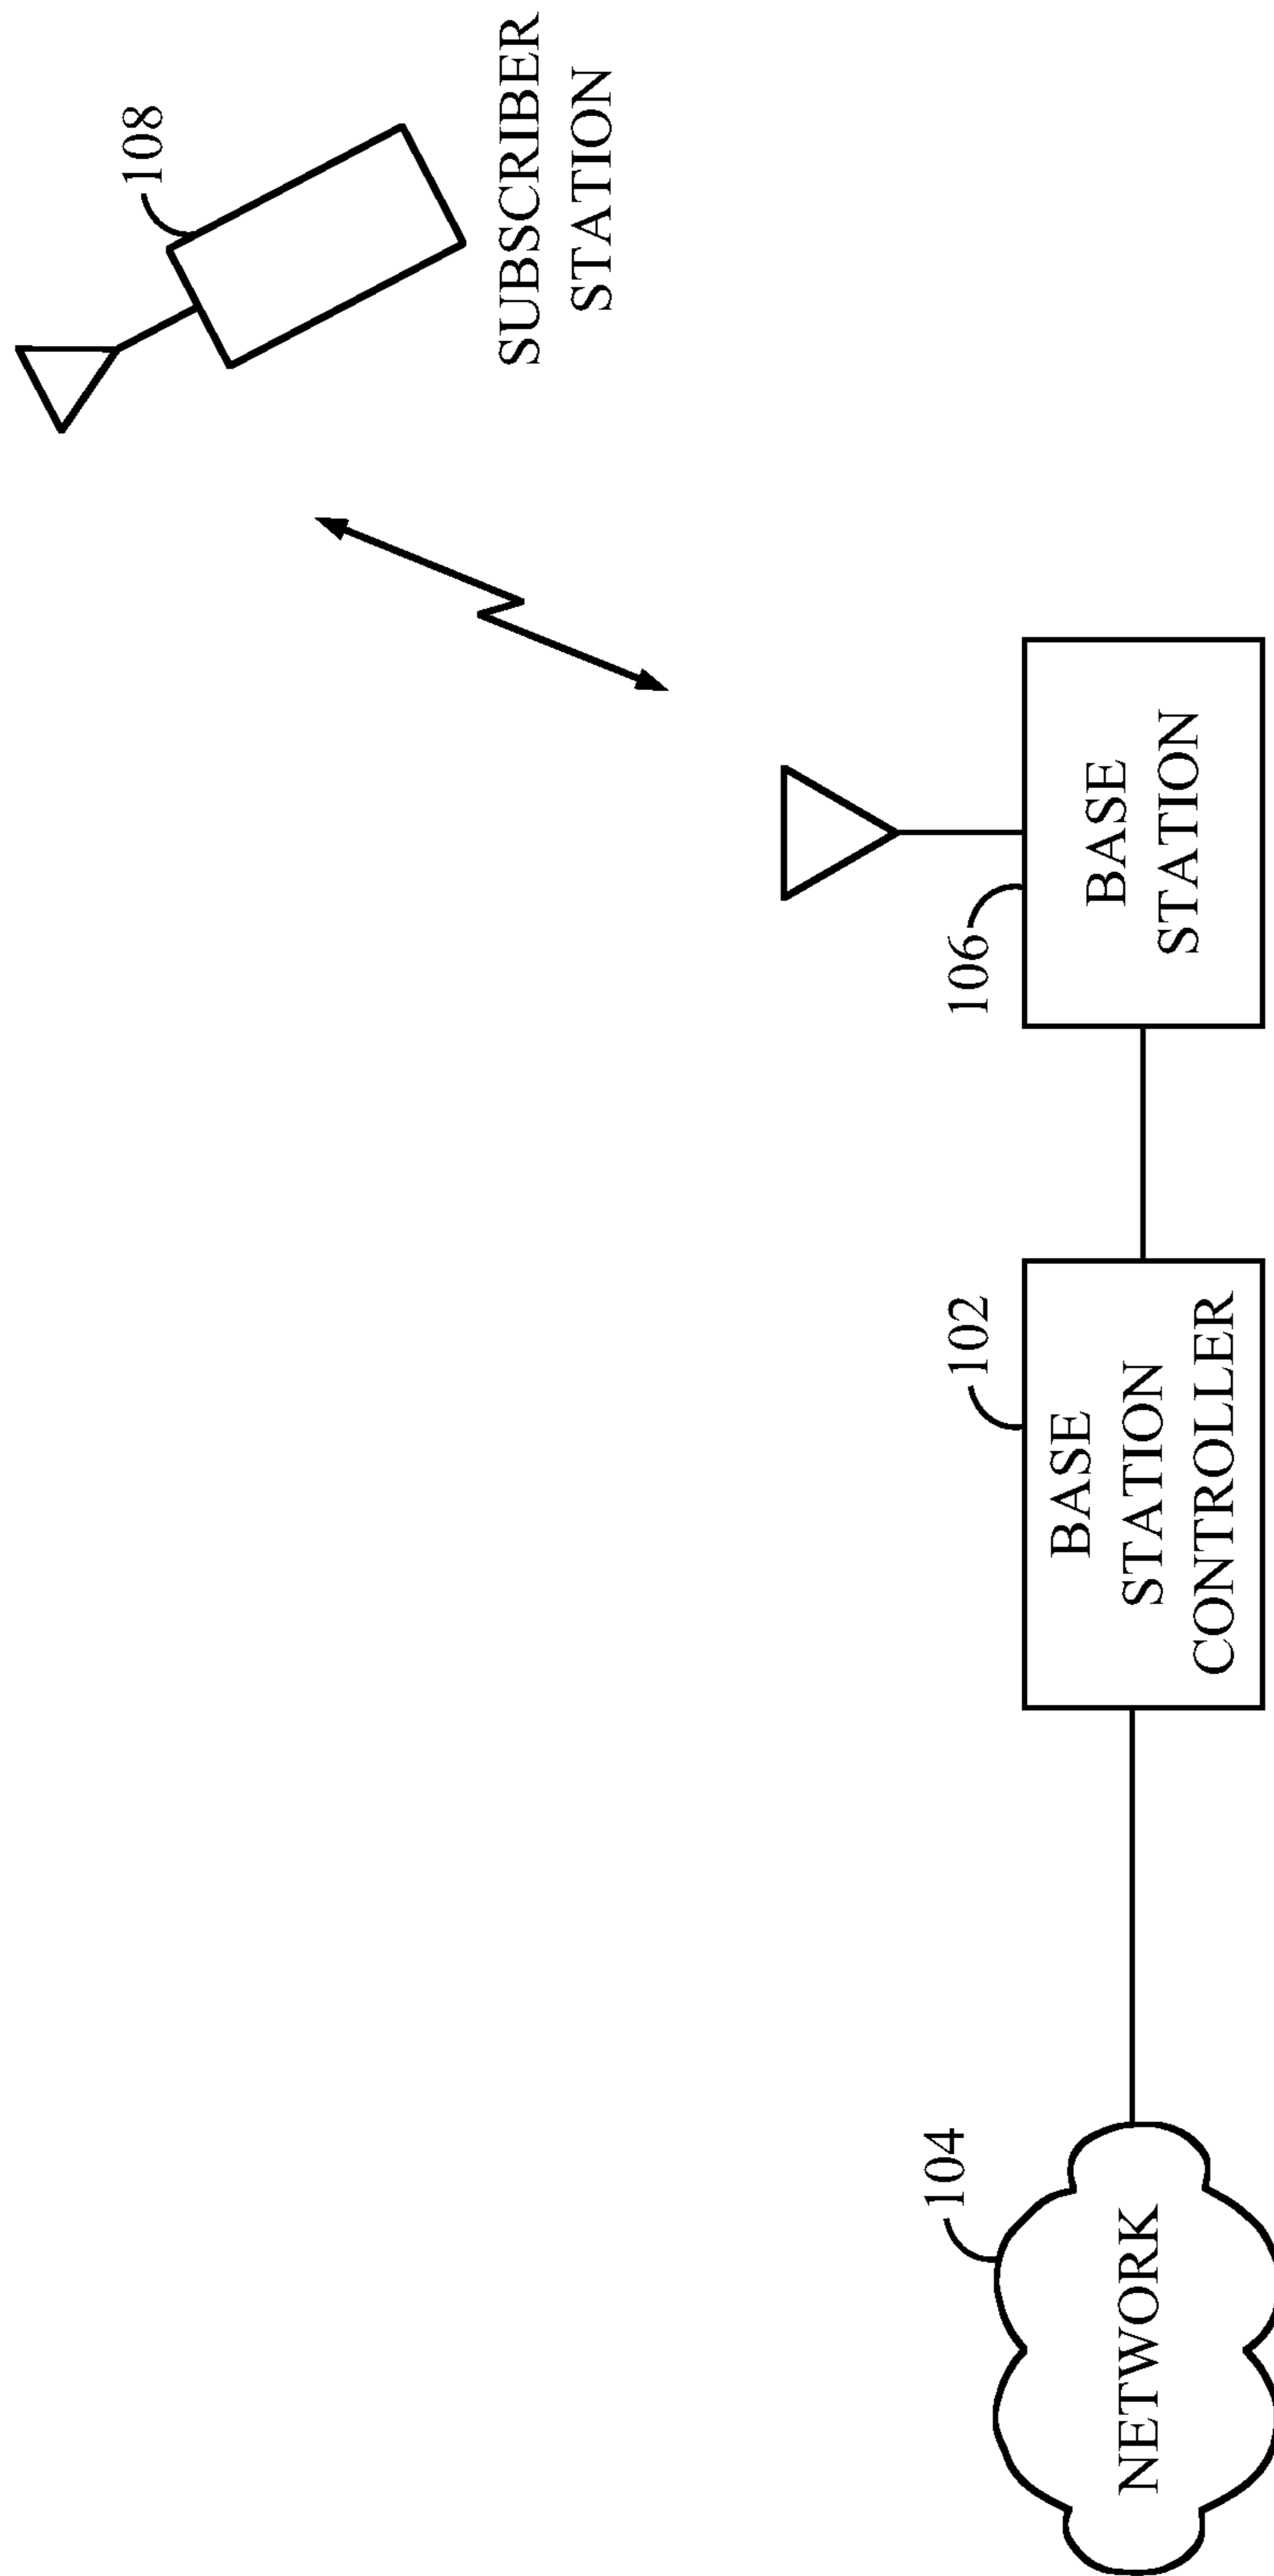 108
SUBSCRIBER
STATION
104
NETWORK
102
BASE
STATION
CONTROLLER
106
BASE
STATION